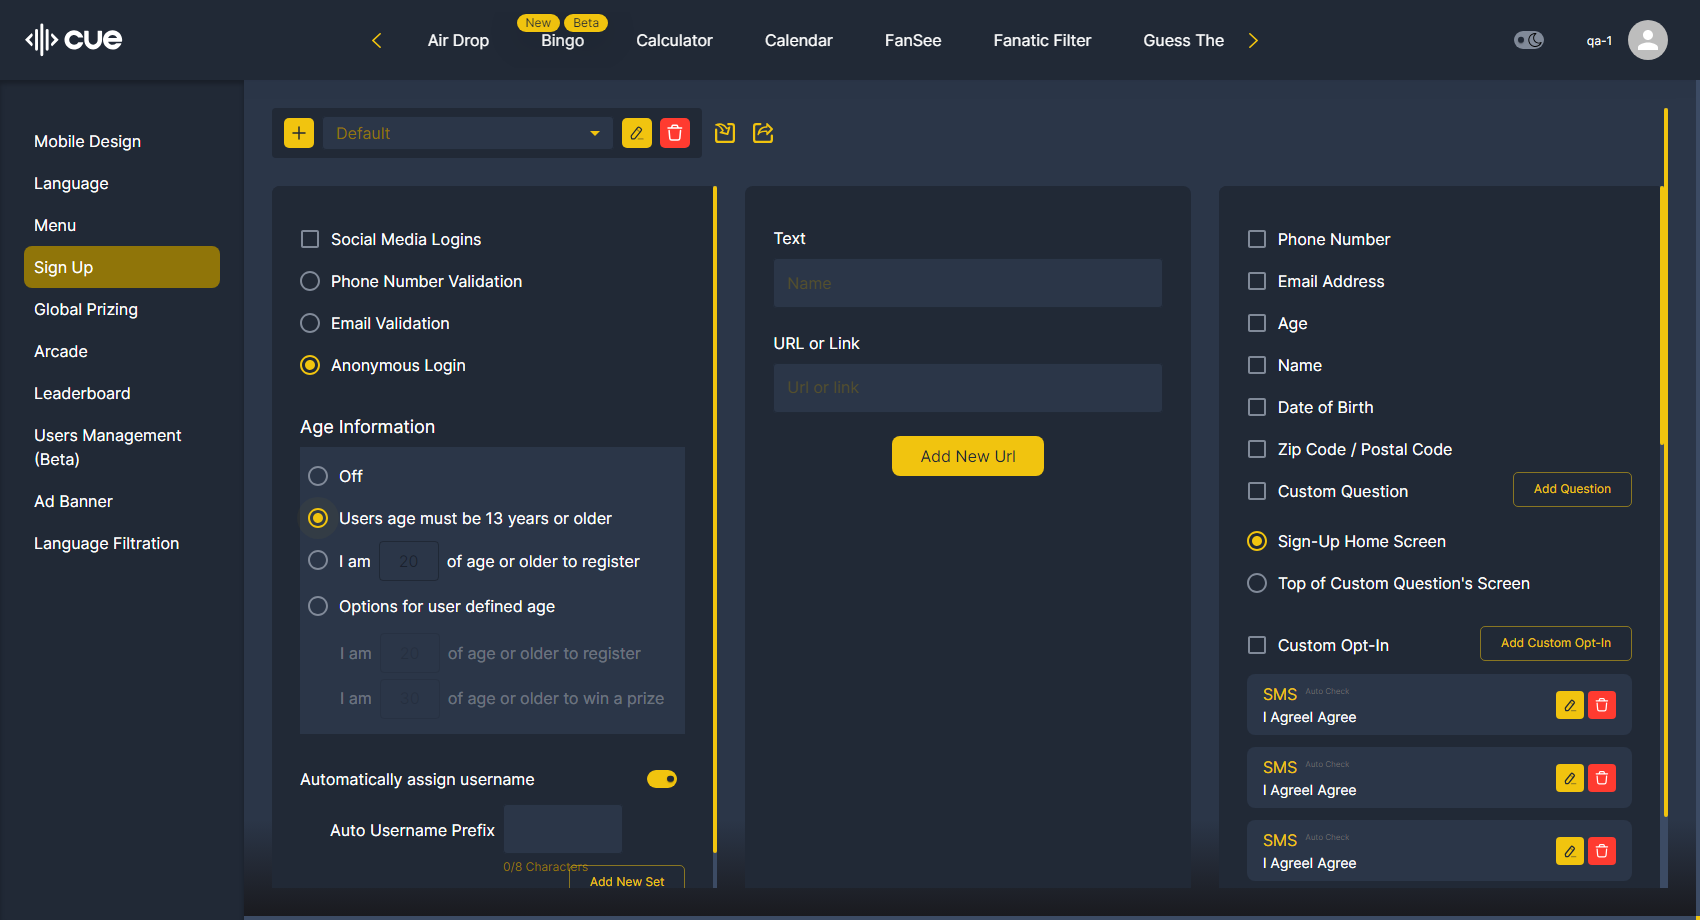 cue
Air Drop
New
Beta
Bingo
Calculator
Calendar
FanSee
Fanatic Filter
Guess The
qa-1
Mobile Design
Language
Menu
Sign Up
Global Prizing
Arcade
Leaderboard
Users Management
(Beta)
Ad Banner
Language Filtration
Default
Social Media Logins
Phone Number Validation
Email Validation
Anonymous Login
Age Information
Off
Users age must be 13 years or older
I am 20 of age or older to register
Options for user defined age
I am 20 of age or older to register
I am 30 of age or older to win a prize
Automatically assign username
Auto Username Prefix
0/8 Characters
Add New Set
Text
Name
URL or Link
Url or link
Add New Url
Phone Number
Email Address
Age
Name
Date of Birth
Zip Code / Postal Code
Custom Question
Add Question
Sign-Up Home Screen
Top of Custom Question's Screen
Custom Opt-In
Add Custom Opt-In
SMS Auto Check
I AgreeI Agree
SMS Auto Check
I AgreeI Agree
SMS Auto Check
I AgreeI Agree